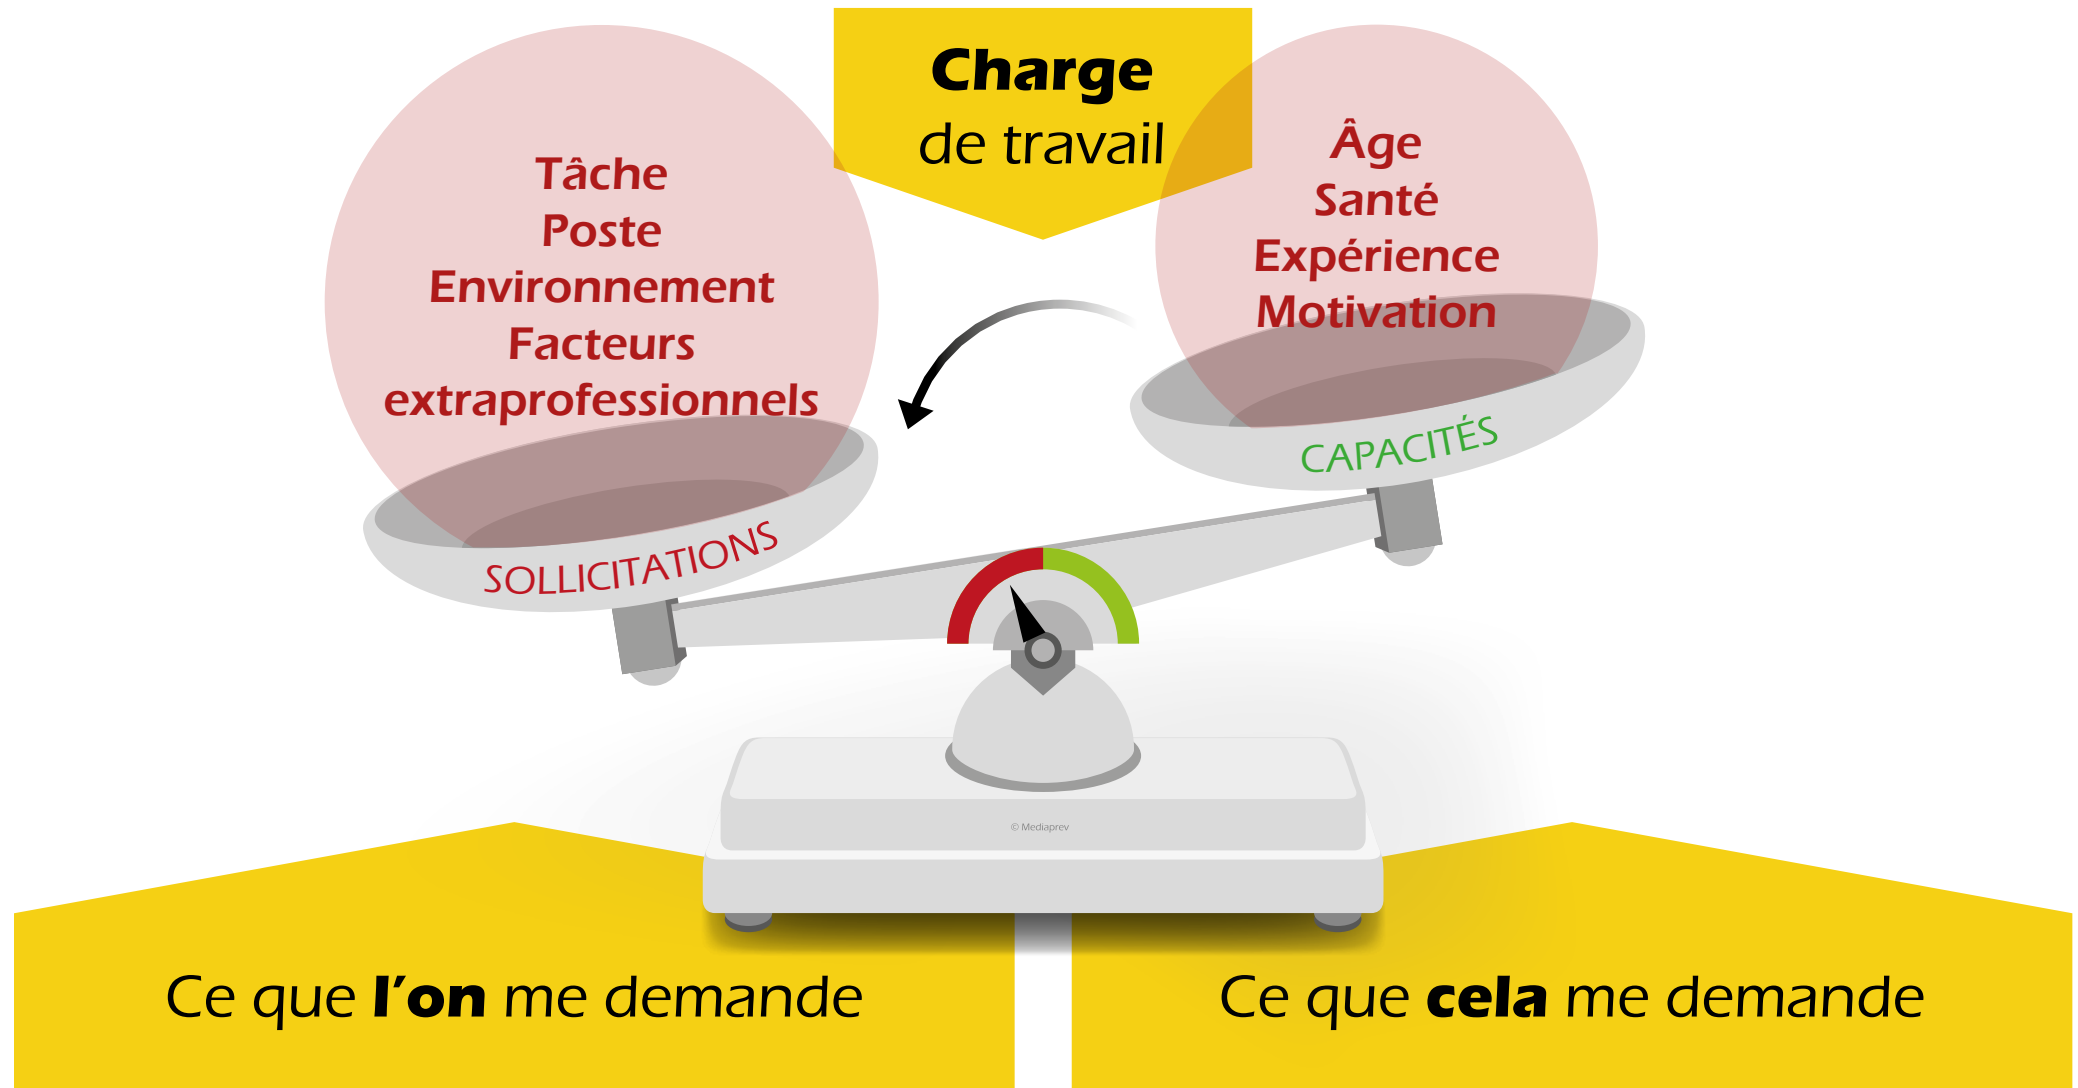 Charge
de travail
Tâche
Poste
Environnement
Facteurs
extraprofessionnels
SOLLICITATIONS
Âge
Santé
Expérience
Motivation
CAPACITÉS
© Mediaprev
Ce que l'on me demande
Ce que cela me demande